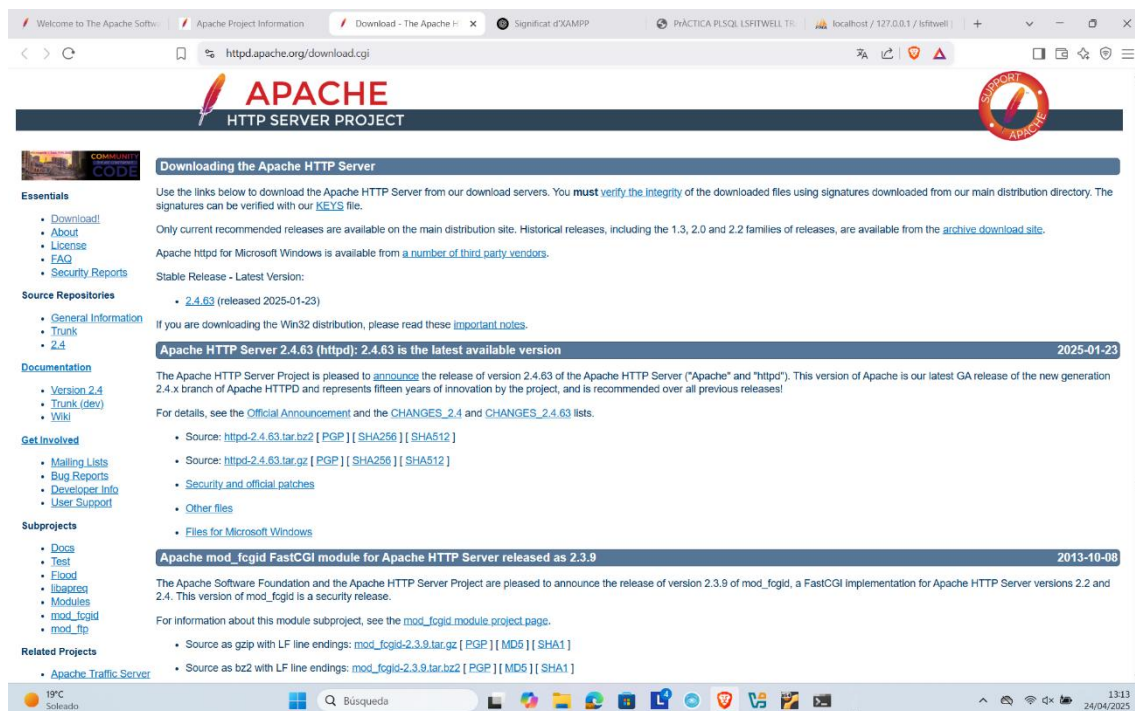 Welcome to The Apache Softw
Apache Project Information
Download - The Apache H
Significat d'XAMPP
PrÀCTICA PLSQL LSFITWELL TR
localhost / 127.0.0.1 / lsfitwell |
httpd.apache.org/download.cgi
APACHE
HTTP SERVER PROJECT
SUPPORT
APACHE
COMMUNITY
CODE
Essentials
Download!
About
License
FAQ
Security Reports
Source Repositories
General Information
Trunk
2.4
Documentation
Version 2.4
Trunk (dev)
Wiki
Get Involved
Mailing Lists
Bug Reports
Developer Info
User Support
Subprojects
Docs
Test
Flood
libapreq
Modules
mod_fcgid
mod_ftp
Related Projects
Apache Traffic Server
Downloading the Apache HTTP Server
Use the links below to download the Apache HTTP Server from our download servers. You must verify the integrity of the downloaded files using signatures downloaded from our main distribution directory. The
signatures can be verified with our KEYS file.
Only current recommended releases are available on the main distribution site. Historical releases, including the 1.3, 2.0 and 2.2 families of releases, are available from the archive download site.
Apache httpd for Microsoft Windows is available from a number of third party vendors.
Stable Release - Latest Version:
2.4.63 (released 2025-01-23)
If you are downloading the Win32 distribution, please read these important notes.
Apache HTTP Server 2.4.63 (httpd): 2.4.63 is the latest available version 2025-01-23
The Apache HTTP Server Project is pleased to announce the release of version 2.4.63 of the Apache HTTP Server ("Apache" and "httpd"). This version of Apache is our latest GA release of the new generation
2.4.x branch of Apache HTTPD and represents fifteen years of innovation by the project, and is recommended over all previous releases!
For details, see the Official Announcement and the CHANGES_2.4 and CHANGES_2.4.63 lists.
Source: httpd-2.4.63.tar.bz2 [ PGP ] [ SHA256 ] [ SHA512 ]
Source: httpd-2.4.63.tar.gz [ PGP ] [ SHA256 ] [ SHA512 ]
Security and official patches
Other files
Files for Microsoft Windows
Apache mod_fcgid FastCGI module for Apache HTTP Server released as 2.3.9 2013-10-08
The Apache Software Foundation and the Apache HTTP Server Project are pleased to announce the release of version 2.3.9 of mod_fcgid, a FastCGI implementation for Apache HTTP Server versions 2.2 and
2.4. This version of mod_fcgid is a security release.
For information about this module subproject, see the mod_fcgid module project page.
Source as gzip with LF line endings: mod_fcgid-2.3.9.tar.gz [ PGP ] [ MD5 ] [ SHA1 ]
Source as bz2 with LF line endings: mod_fcgid-2.3.9.tar.bz2 [ PGP ] [ MD5 ] [ SHA1 ]
19°C
Soleado
Búsqueda
13:13
24/04/2025